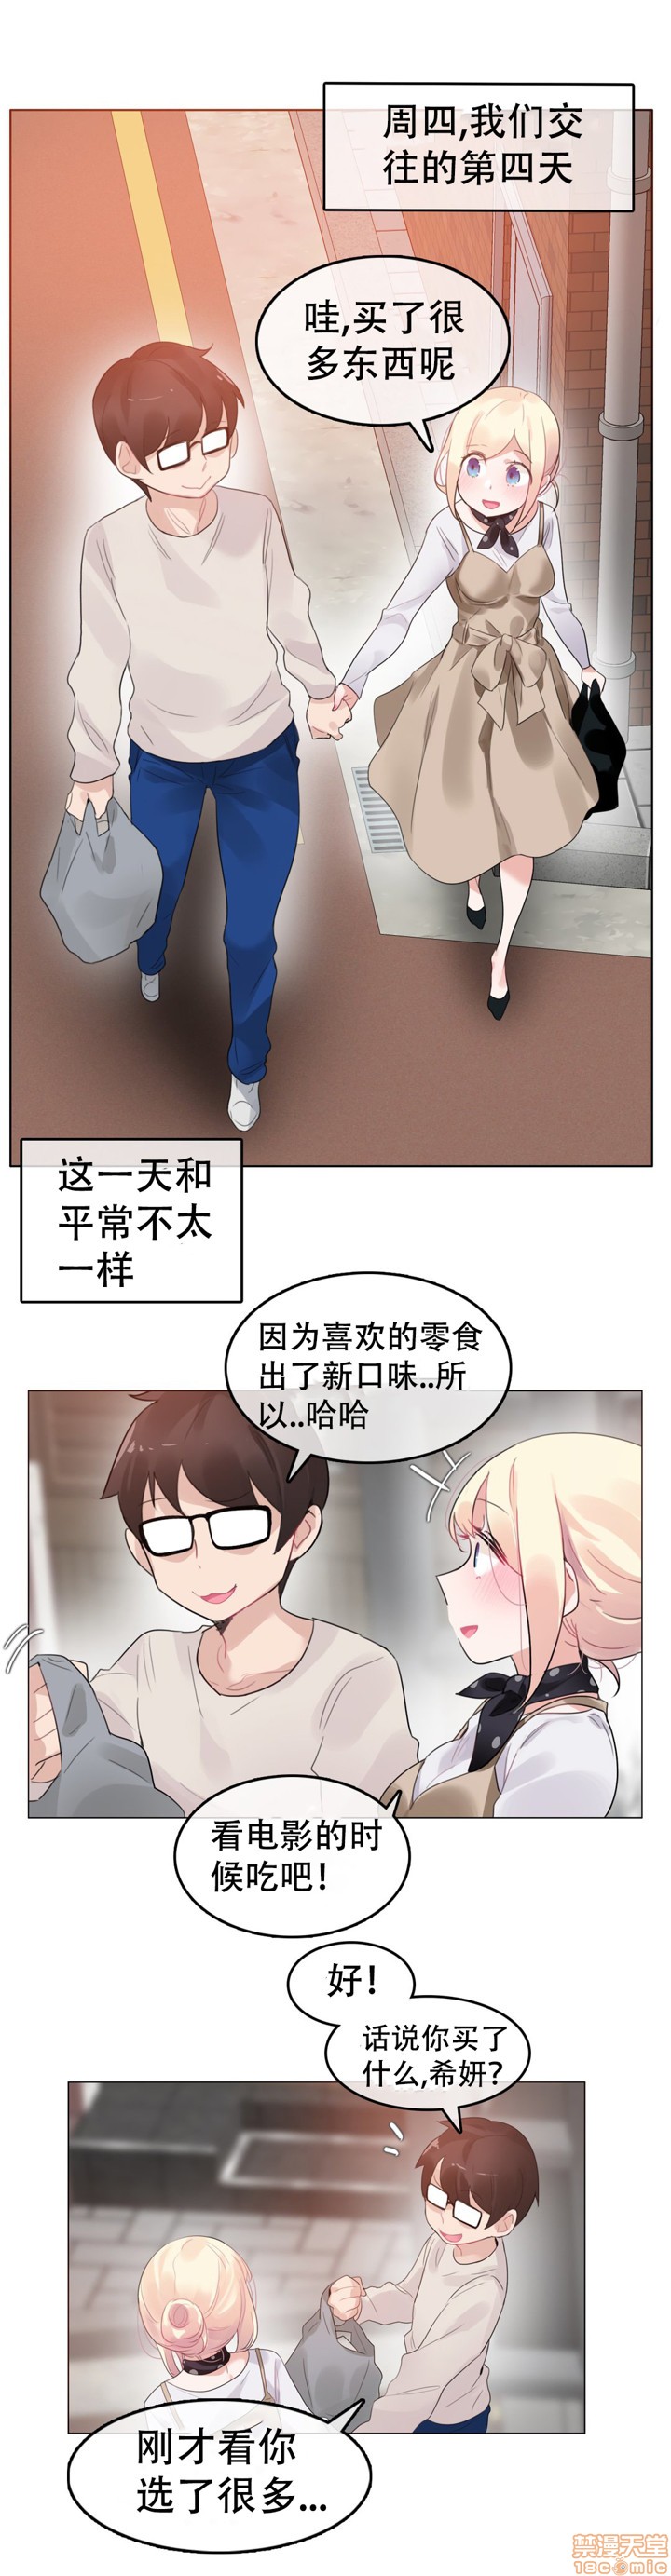 周四,我们交
往的第四天
哇,买了很
多东西呢
这一天和
平常不太
一样
因为喜欢的零食
出了新口味..所
以..哈哈
看电影的时
候吃吧!
好!
话说你买了
什么,希妍?
刚才看你
选了很多...
禁漫天堂
18comic